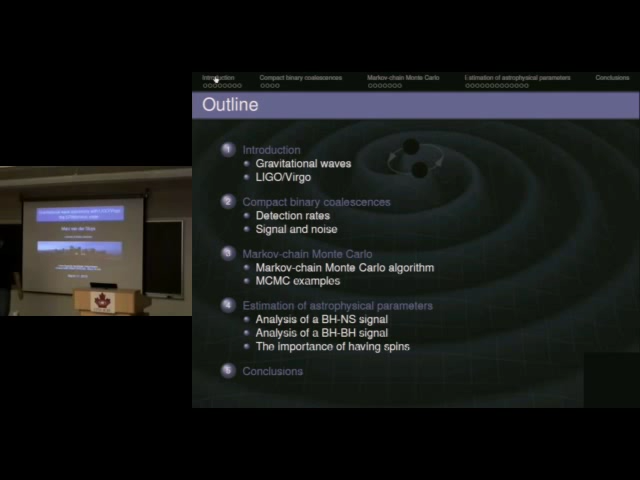 Introduction
Compact binary coalescences
Markov-chain Monte Carlo
Estimation of astrophysical parameters
Conclusions
Outline
1 Introduction
Gravitational waves
LIGO/Virgo
2 Compact binary coalescences
Detection rates
Signal and noise
3 Markov-chain Monte Carlo
Markov-chain Monte Carlo algorithm
MCMC examples
4 Estimation of astrophysical parameters
Analysis of a BH-NS signal
Analysis of a BH-BH signal
The importance of having spins
5 Conclusions